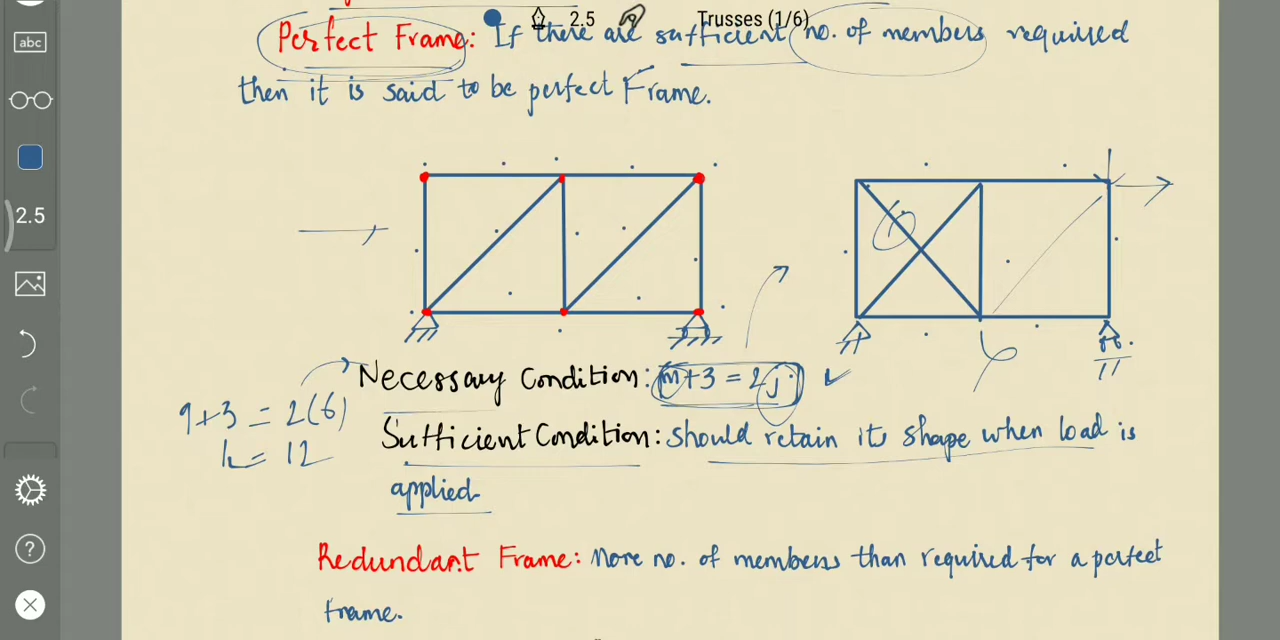 abc
2.5
Trusses (1/6)
Perfect Frame: If there are sufficient no. of members required
then it is said to be perfect Frame.
2.5
Necessary Condition: m+3 = 2j
9+3 = 2(6)
12 = 12
Sufficient Condition: should retain its shape when load is
applied
Redundant Frame: More no. of members than required for a perfect
frame.